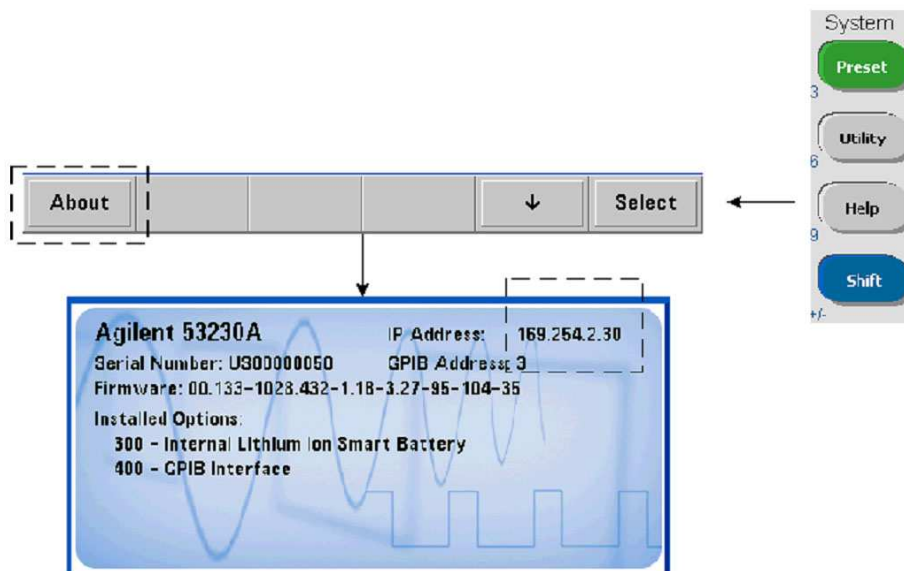 System
Preset
3
Utility
6
Help
9
Shift
+/-
About
↓
Select
Agilent 53230A
IP Address: 169.254.2.30
Serial Number: US00000050
GPIB Address: 3
Firmware: 00.133-1028.432-1.18-3.27-95-104-35
Installed Options:
300 - Internal Lithium Ion Smart Battery
400 - GPIB Interface